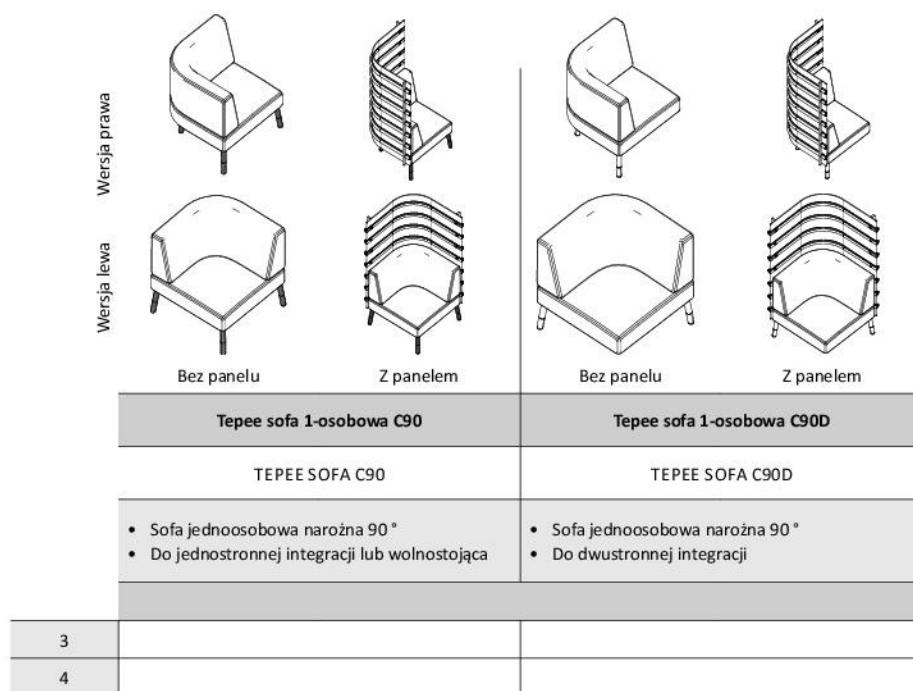 Wersja prawa
Wersja lewa
Bez panelu
Z panelem
Bez panelu
Z panelem
Tepee sofa 1-osobowa C90
Tepee sofa 1-osobowa C90D
TEPEE SOFA C90
TEPEE SOFA C90D
• Sofa jednoosobowa narożna 90 °
• Do jednostronnej integracji lub wolnostojąca
• Sofa jednoosobowa narożna 90 °
• Do dwustronnej integracji
3
4